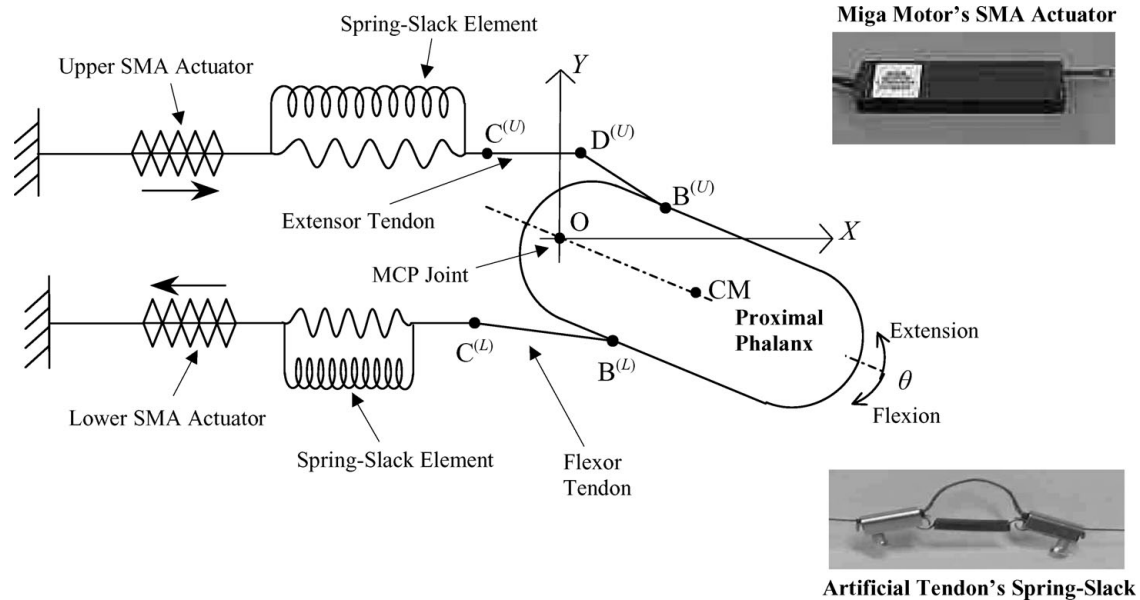 Miga Motor's SMA Actuator
Spring-Slack Element
Upper SMA Actuator
Y
C(U)
D(U)
B(U)
Extensor Tendon
O
X
MCP Joint
CM
Proximal
Phalanx
Extension
C(L)
B(L)
θ
Flexion
Lower SMA Actuator
Spring-Slack Element
Flexor
Tendon
Artificial Tendon's Spring-Slack